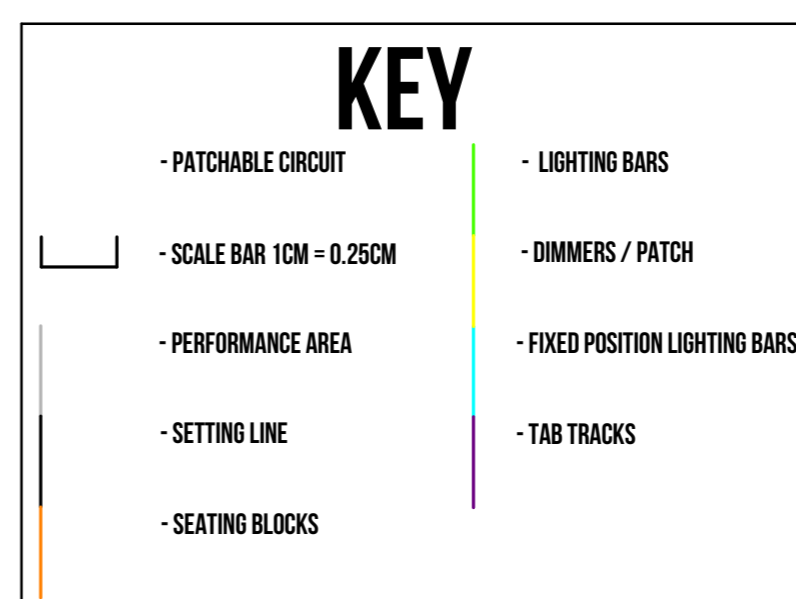 KEY
- PATCHABLE CIRCUIT
- SCALE BAR 1CM = 0.25CM
- PERFORMANCE AREA
- SETTING LINE
- SEATING BLOCKS
- LIGHTING BARS
- DIMMERS / PATCH
- FIXED POSITION LIGHTING BARS
- TAB TRACKS